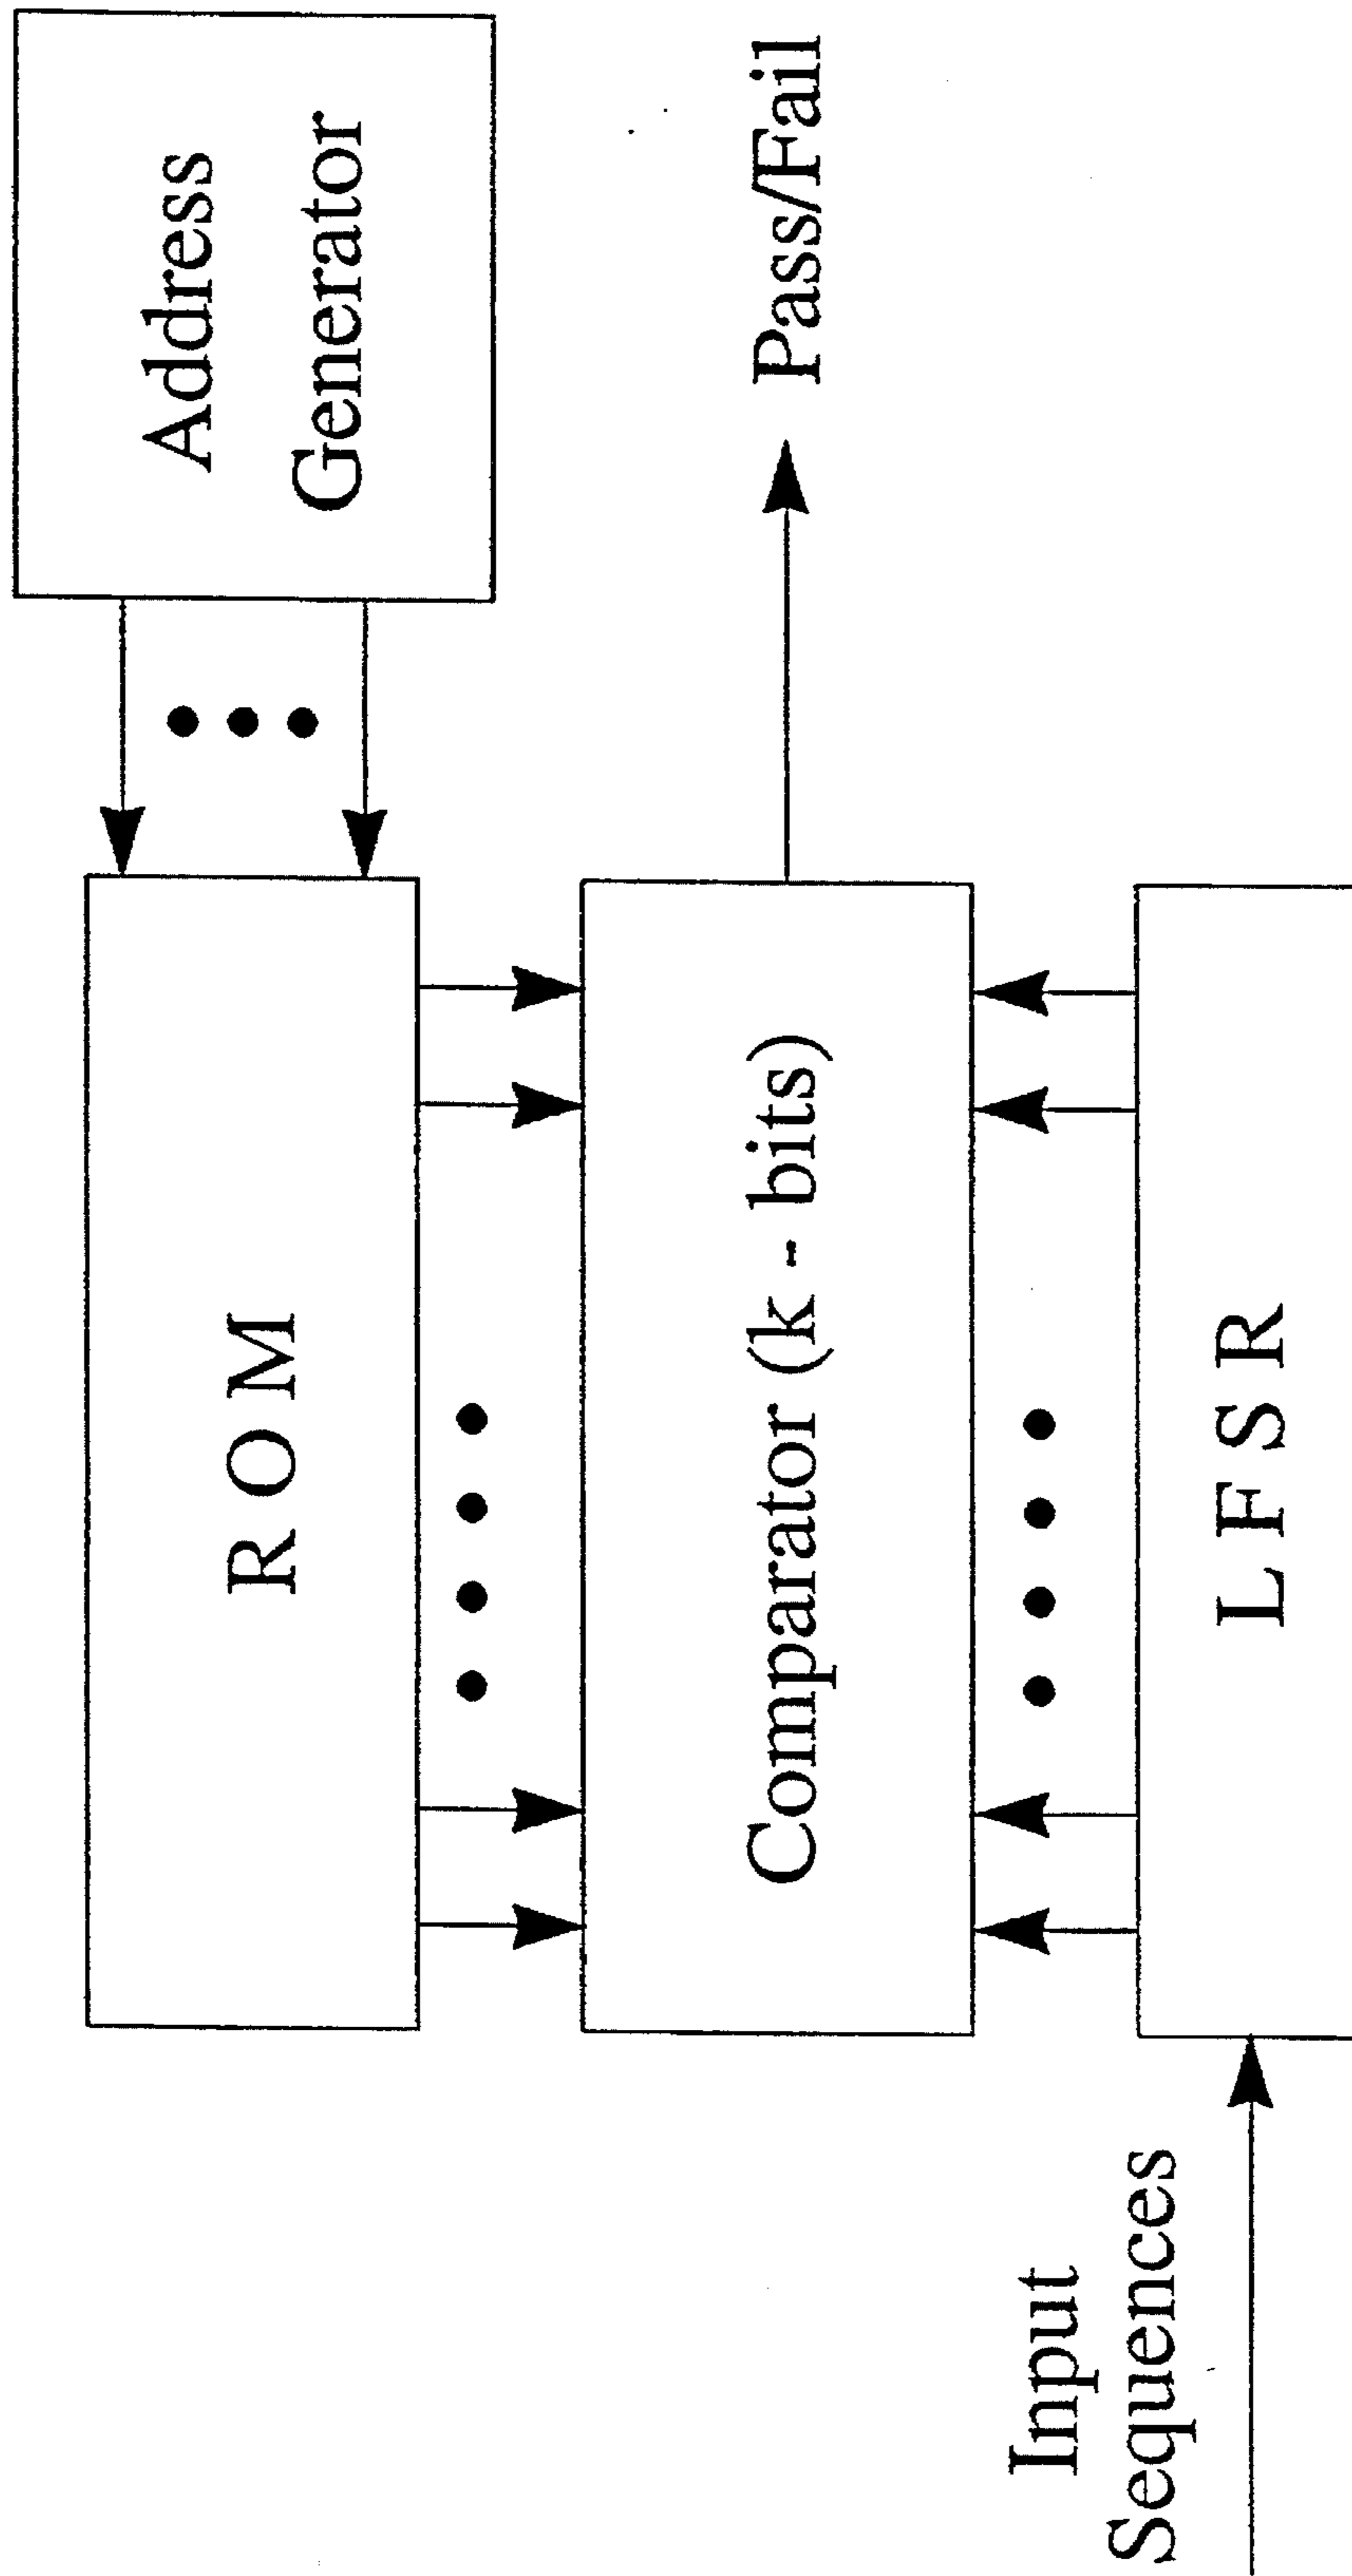 Address
Generator
R O M
Comparator (k - bits)
Pass/Fail
Input
Sequences
L F S R